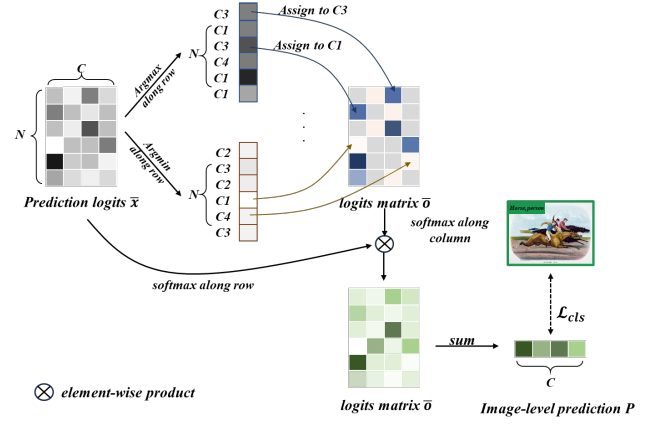 C3
C1
C3
C4
C1
C1
N
Assign to C3
Assign to C1
C
N
Argmax
along row
Argmin
along row
Prediction logits x̅
C2
C3
C2
C1
C4
C3
N
logits matrix o̅
softmax along
column
softmax along row
Horse, person
ℒcls
sum
C
logits matrix o̅
Image-level prediction P
element-wise product